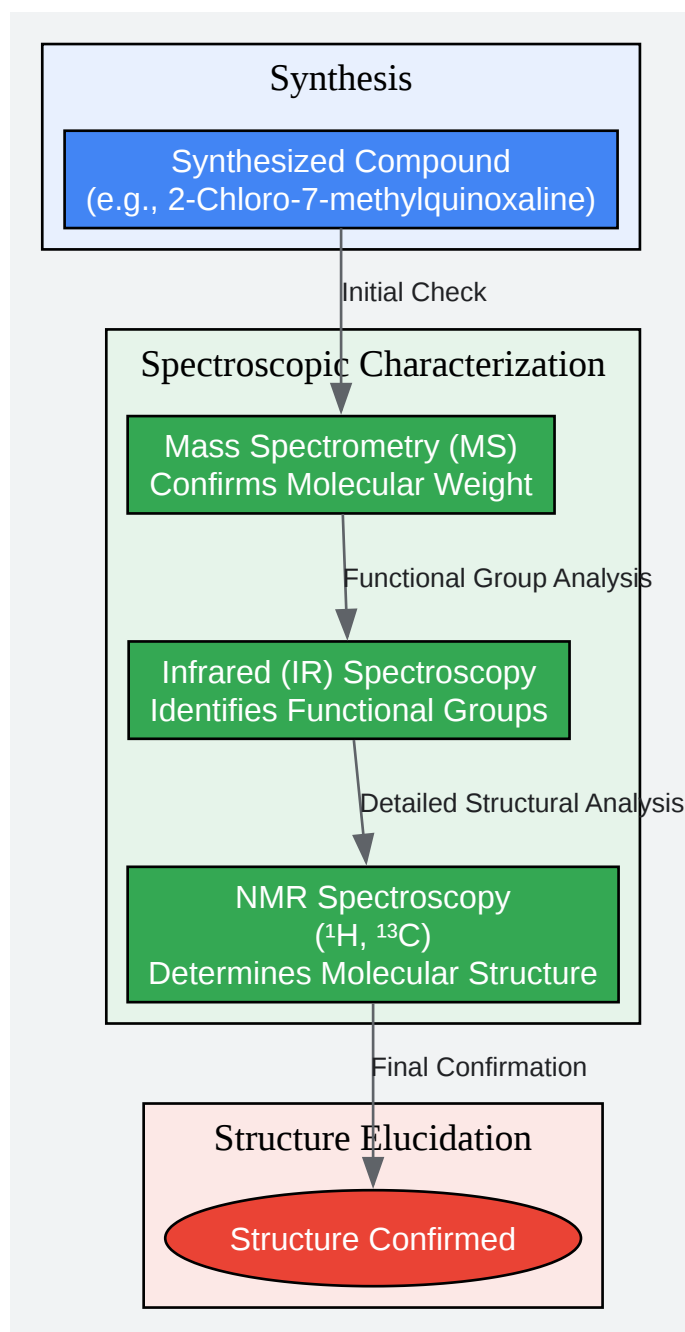 Synthesis
Synthesized Compound
(e.g., 2-Chloro-7-methylquinoxaline)
Initial Check
Spectroscopic Characterization
Mass Spectrometry (MS)
Confirms Molecular Weight
Functional Group Analysis
Infrared (IR) Spectroscopy
Identifies Functional Groups
Detailed Structural Analysis
NMR Spectroscopy
(¹H, ¹³C)
Determines Molecular Structure
Final Confirmation
Structure Elucidation
Structure Confirmed